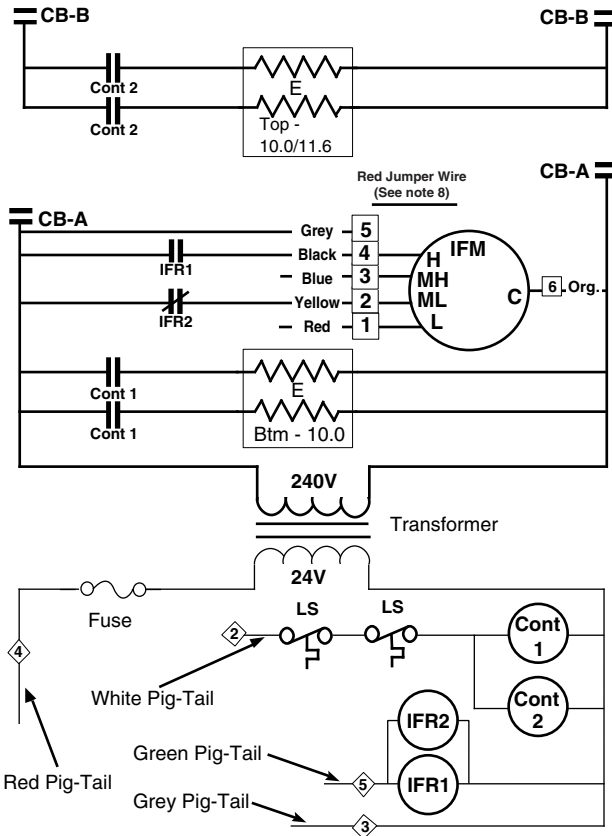 CB-B
CB-B
Cont 2
E
Cont 2
Top -
10.0/11.6
Red Jumper Wire
(See note 8)
CB-A
CB-A
Grey 5
Black 4 H IFM
IFR1
Blue 3 MH
Yellow 2 ML C 6 Org.
IFR2
Red 1 L
Cont 1
E
Cont 1
Btm - 10.0
240V
Transformer
24V
Fuse
LS LS
Cont
1
2
4
White Pig-Tail
Cont
2
IFR2
Green Pig-Tail
Red Pig-Tail
5 IFR1
Grey Pig-Tail
3